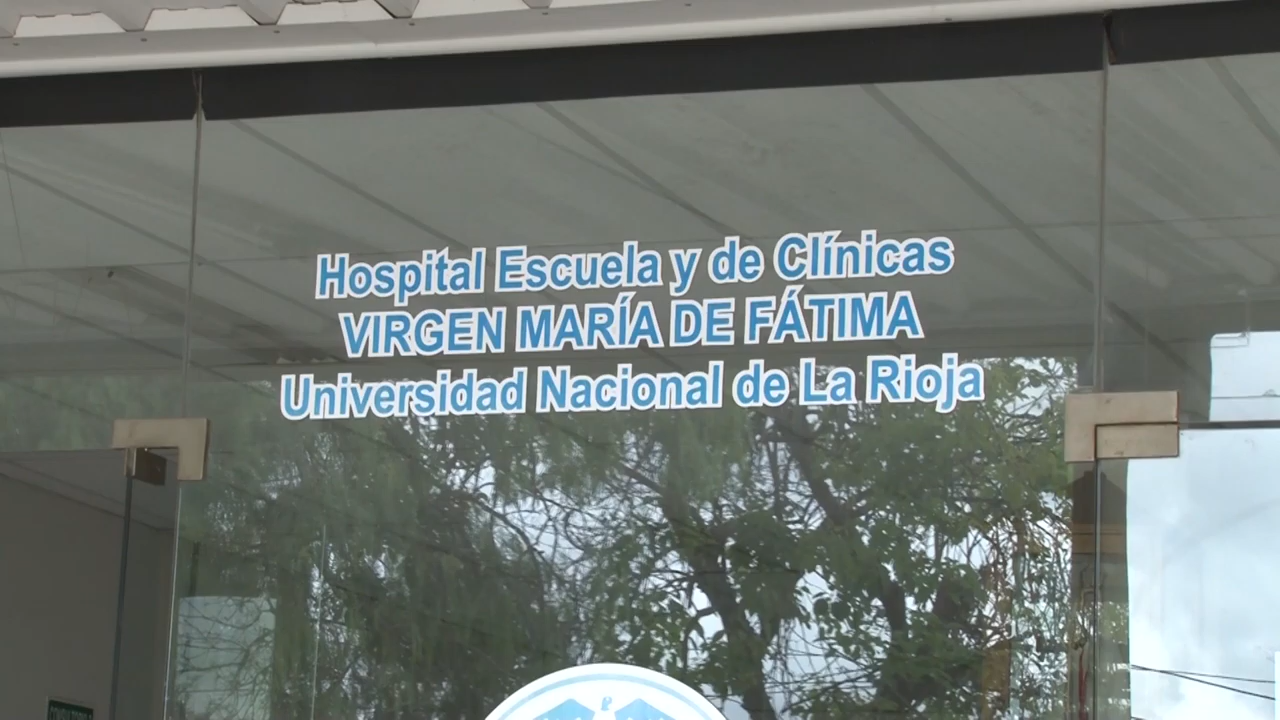 Hospital Escuela y de Clínicas
VIRGEN MARÍA DE FÁTIMA
Universidad Nacional de La Rioja